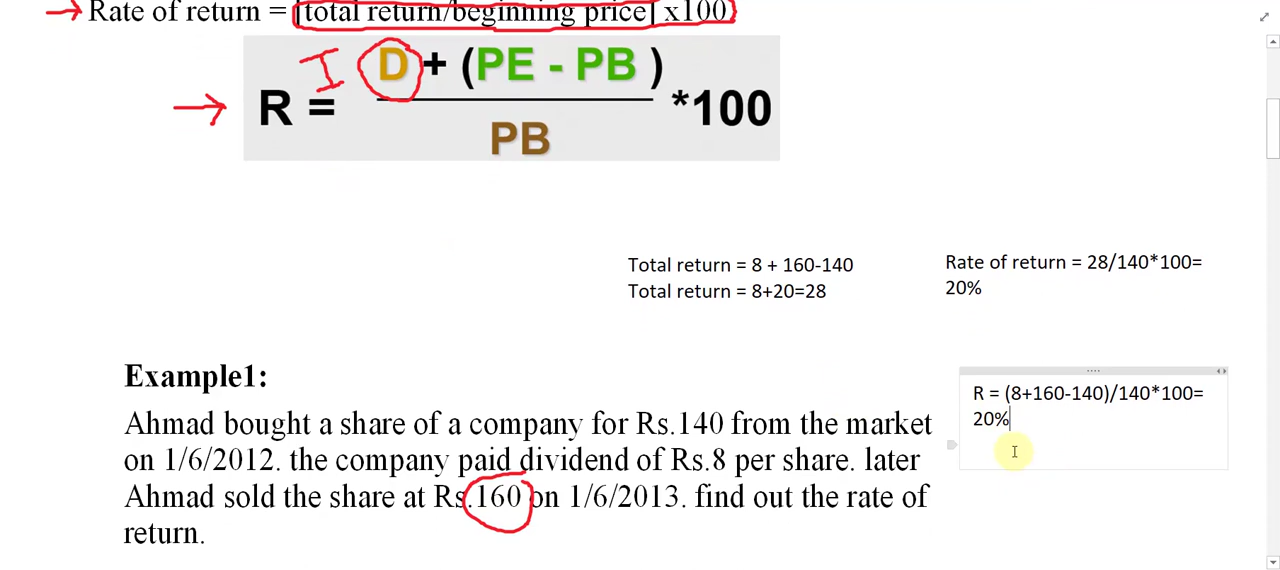 Rate of return = [total return/beginning price] x100
I D + (PE - PB )
R = *100
PB
Total return = 8 + 160-140
Total return = 8+20=28
Rate of return = 28/140*100=
20%
Example1:
Ahmad bought a share of a company for Rs.140 from the market
on 1/6/2012. the company paid dividend of Rs.8 per share. later
Ahmad sold the share at Rs.160 on 1/6/2013. find out the rate of
return.
R = (8+160-140)/140*100=
20%